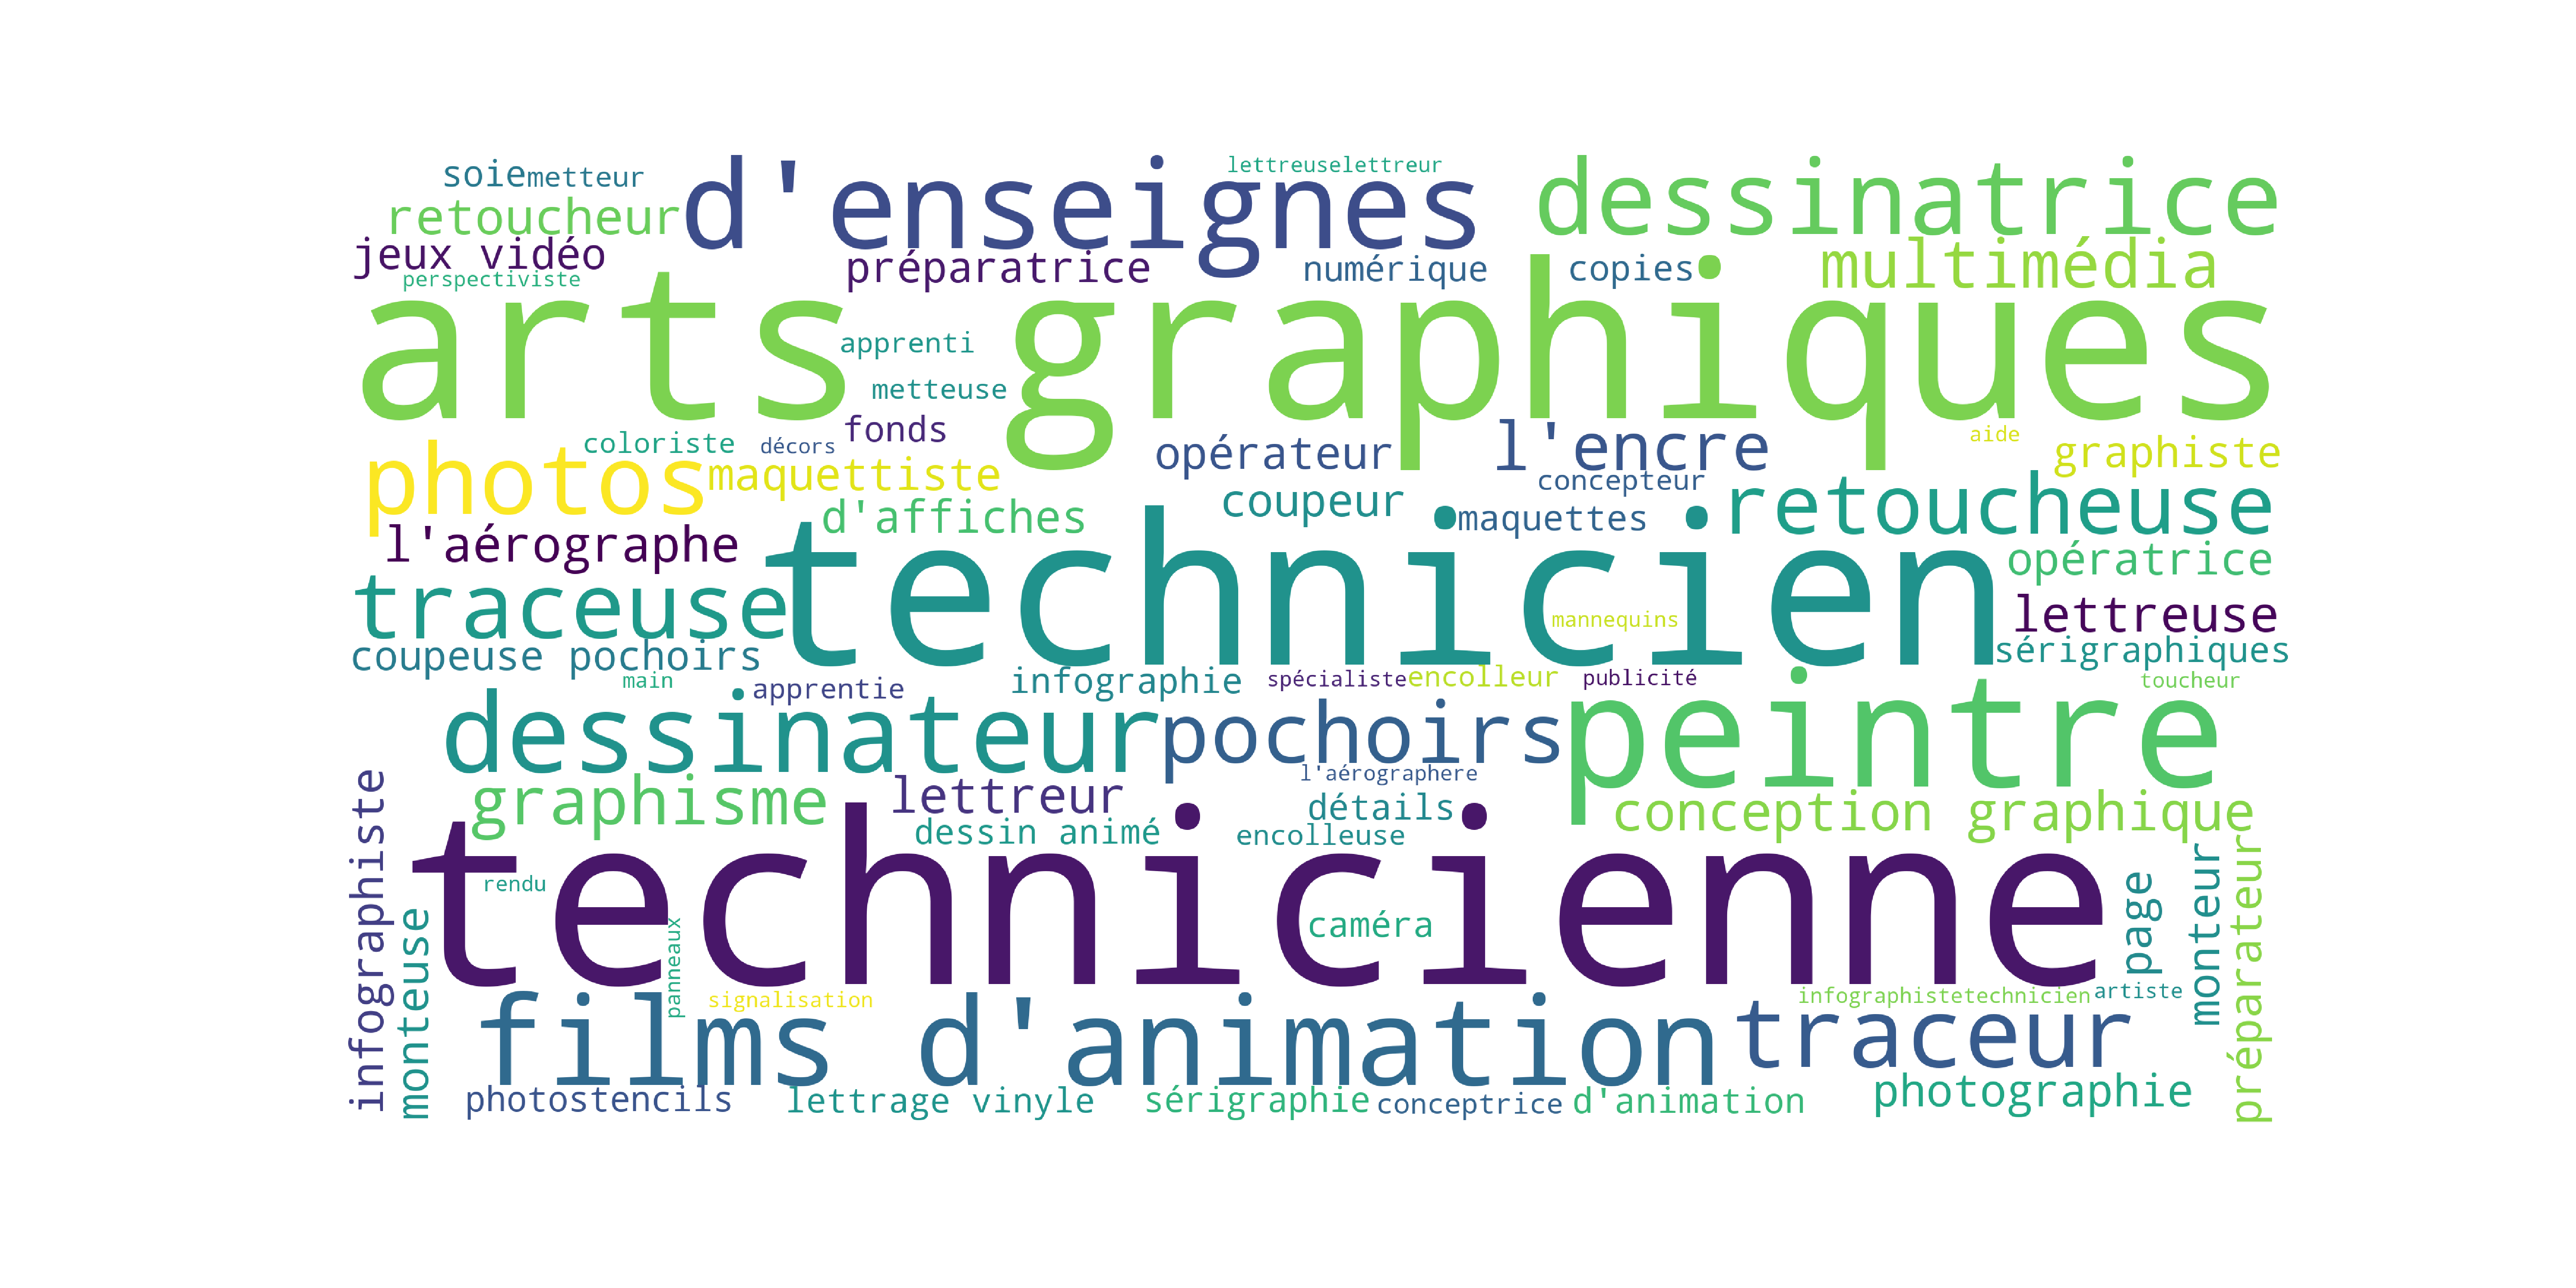 lettreuselettreur
soie
metteur
d'enseignes
dessinatrice
retoucheur
jeux vidéo
préparatrice
numérique
copies
multimédia
perspectiviste
arts graphiques
apprenti
metteuse
fonds
coloriste
décors
opérateur
l'encre
aide
graphiste
photos
maquettiste
concepteur
coupeur
retoucheuse
d'affiches
maquettes
l'aérographe
technicien
opératrice
traceuse
mannequins
lettreuse
coupeuse pochoirs
sérigraphiques
main
apprentie
infographie
spécialiste
encolleur
publicité
toucheur
dessinateur
pochoirs
peintre
l'aérographere
graphisme
lettreur
détails
conception graphique
dessin animé
encolleuse
infographiste
monteuse
rendu
technicienne
caméra
page
monteur
préparateur
panneaux
signalisation
infographistetechnicien
artiste
films d'animation
traceur
photostencils
lettrage vinyle
sérigraphie
conceptrice
d'animation
photographie